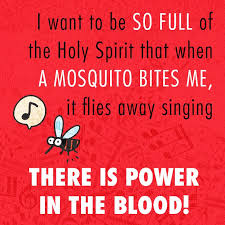 I want to be SO FULL of
the Holy Spirit that when
A MOSQUITO BITES ME,
it flies away singing
THERE IS POWER
IN THE BLOOD!